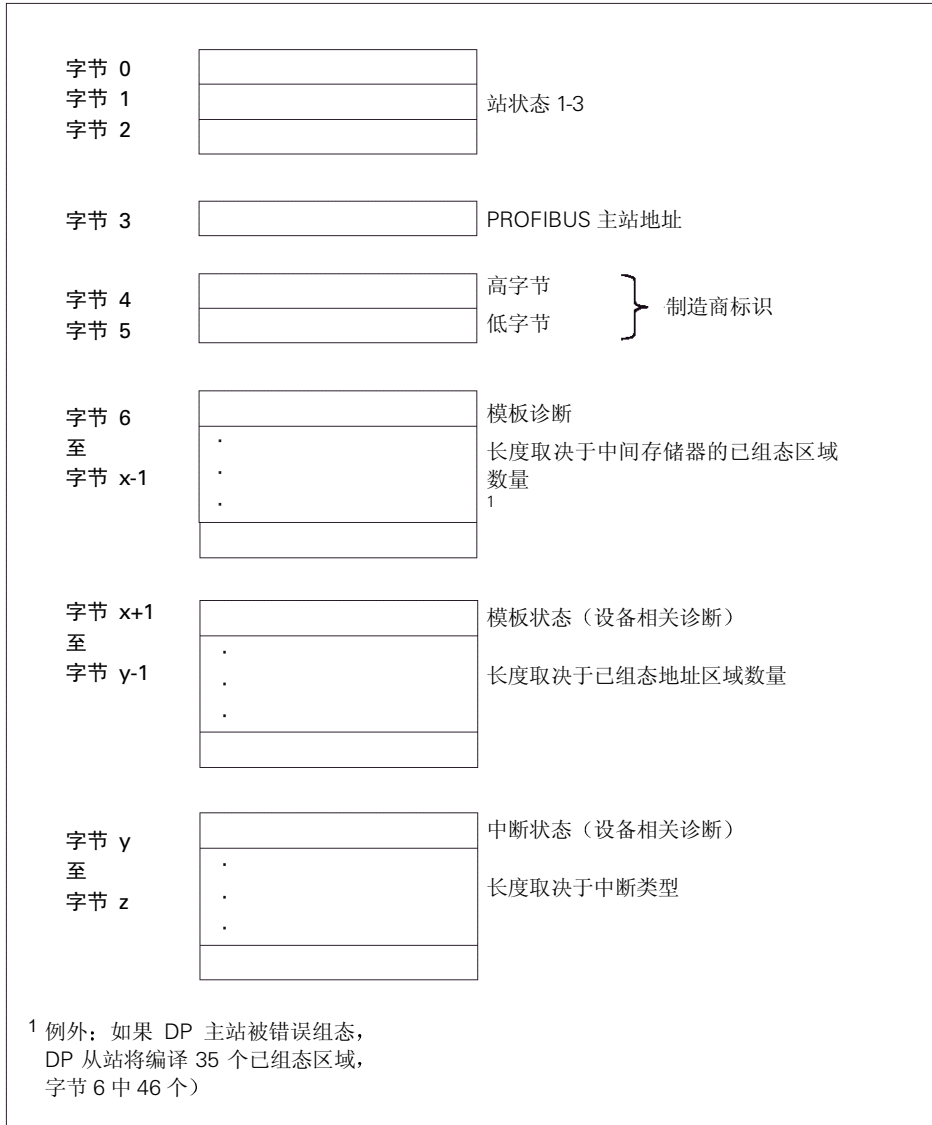 字节 0
字节 1
字节 2
站状态 1-3
字节 3
PROFIBUS 主站地址
字节 4
字节 5
高字节
低字节
制造商标识
字节 6
至
字节 x-1
模板诊断
长度取决于中间存储器的已组态区域
数量
1
字节 x+1
至
字节 y-1
模板状态（设备相关诊断）
长度取决于已组态地址区域数量
字节 y
至
字节 z
中断状态（设备相关诊断）
长度取决于中断类型
1 例外：如果 DP 主站被错误组态，
DP 从站将编译 35 个已组态区域，
字节 6 中 46 个）